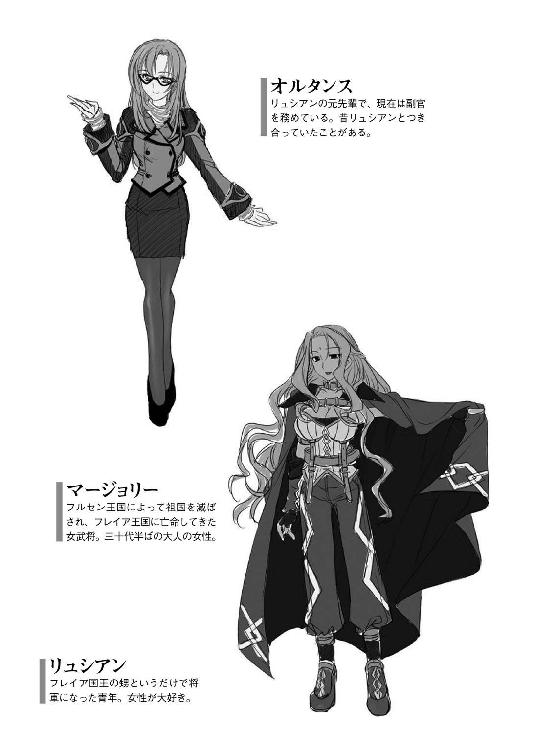 オルタンス
リュシアンの元先輩で、現在は副官
を務めている。昔リュシアンとつき
合っていたことがある。
マージョリー
フルセン王国によって祖国を滅ぼ
され、フレイア王国に亡命してきた
女武将。三十代半ばの大人の女性。
リュシアン
フレイア国王の甥というだけで将
軍になった青年。女性が大好き。